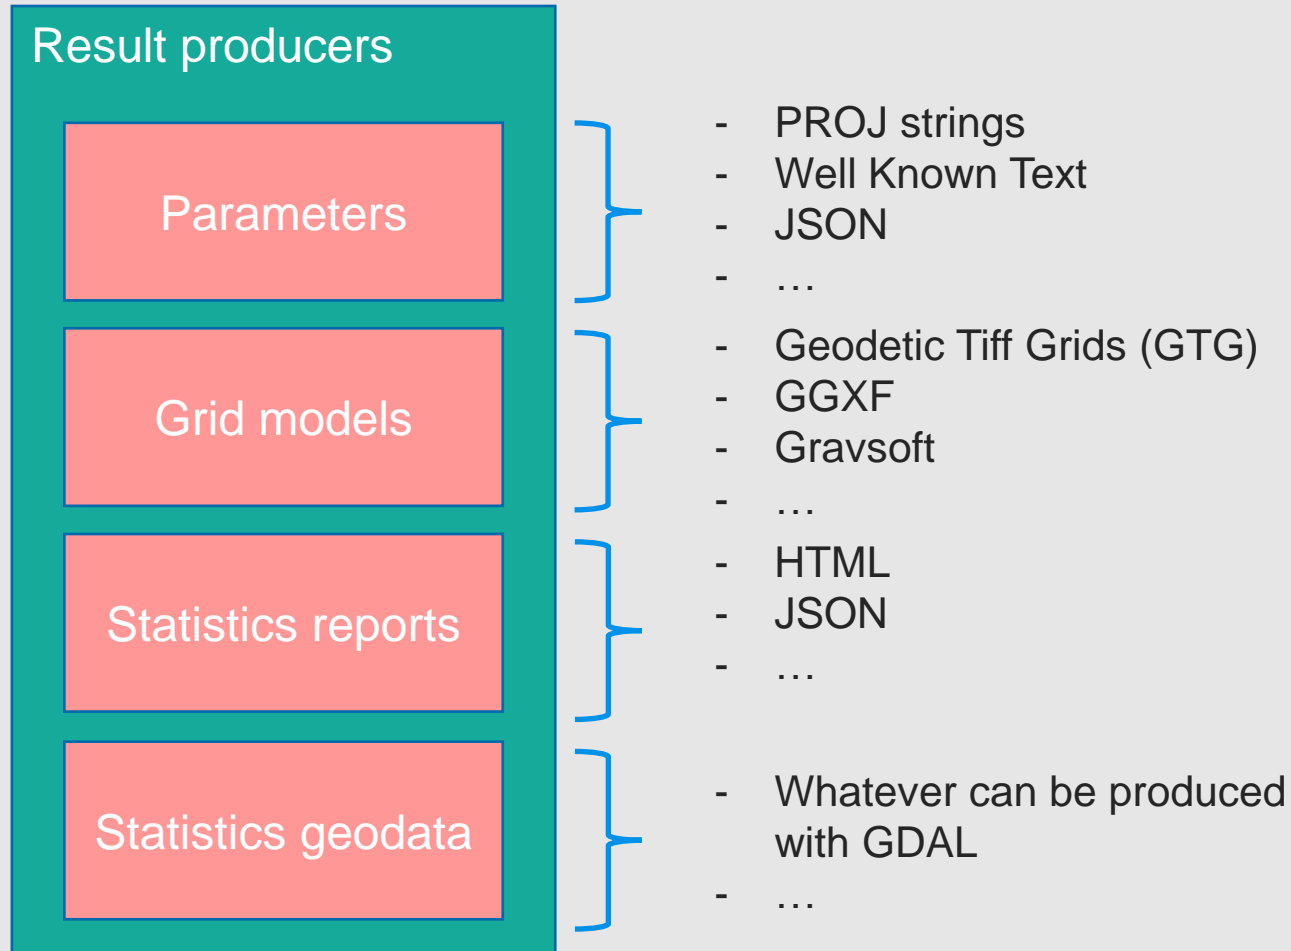 Result producers
Parameters
- PROJ strings
- Well Known Text
- JSON
- …
Grid models
- Geodetic Tiff Grids (GTG)
- GGXF
- Gravsoft
- …
Statistics reports
- HTML
- JSON
- …
Statistics geodata
- Whatever can be produced
with GDAL
- …